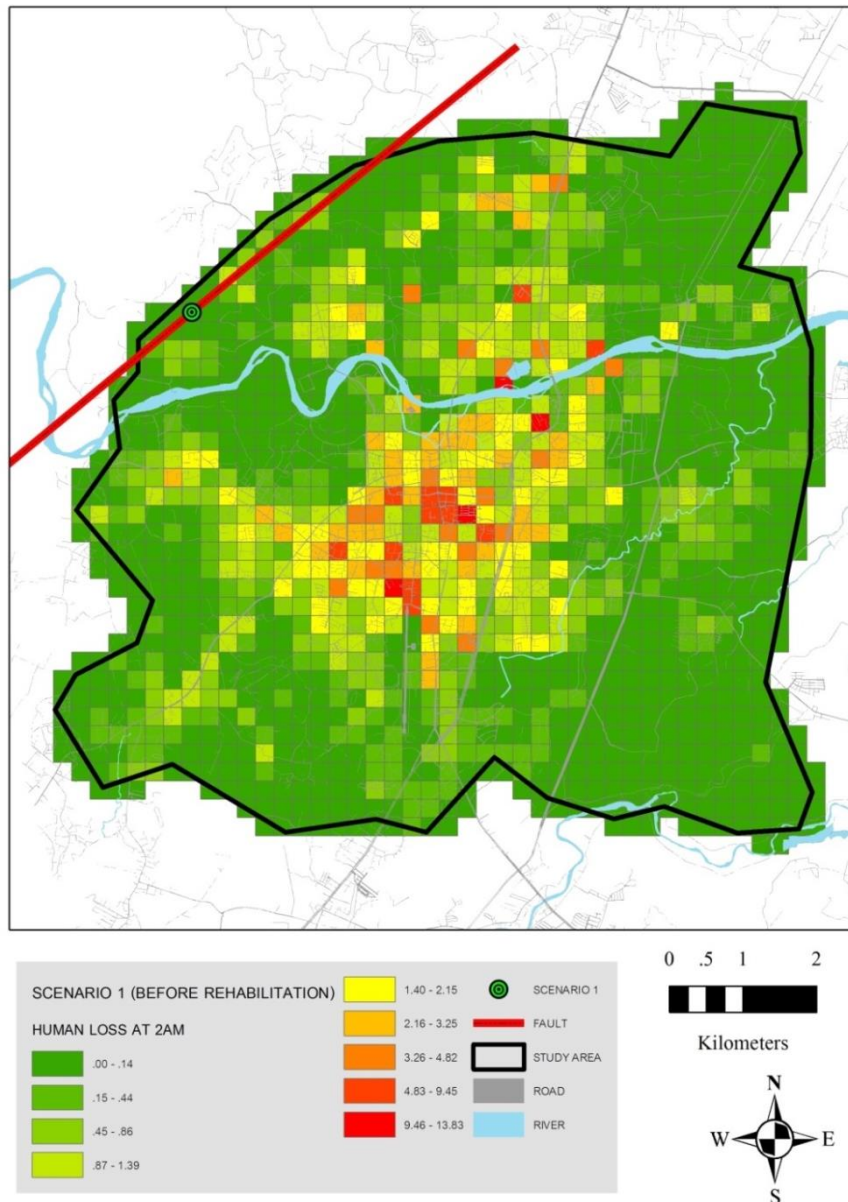 SCENARIO 1 (BEFORE REHABILITATION)
HUMAN LOSS AT 2AM
.00 - .14
.15 - .44
.45 - .86
.87 - 1.39
1.40 - 2.15
2.16 - 3.25
3.26 - 4.82
4.83 - 9.45
9.46 - 13.83
SCENARIO 1
FAULT
STUDY AREA
ROAD
RIVER
0 .5 1 2
Kilometers
N
W E
S